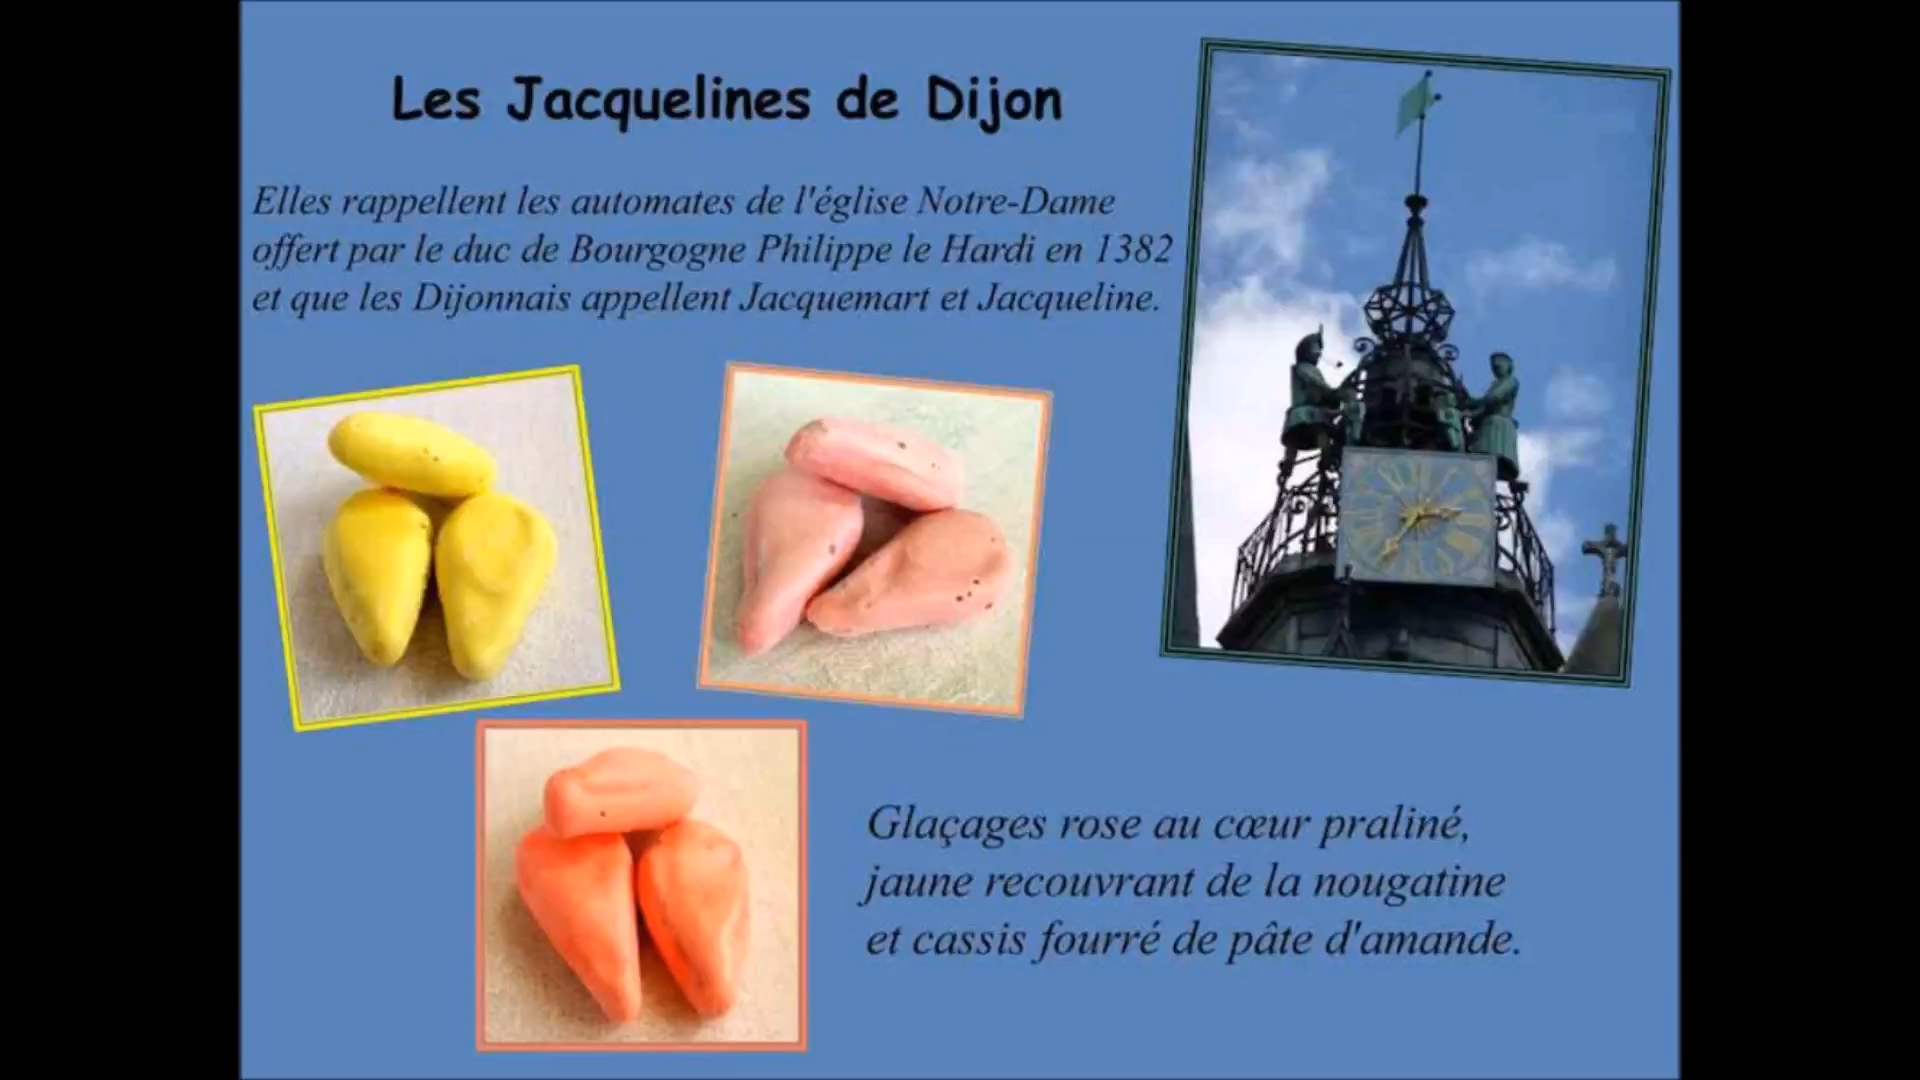 Les Jacquelines de Dijon
Elles rappellent les automates de l'église Notre-Dame
offert par le duc de Bourgogne Philippe le Hardi en 1382
et que les Dijonnais appellent Jacquemart et Jacqueline.
Glaçages rose au cœur praliné,
jaune recouvrant de la nougatine
et cassis fourré de pâte d'amande.